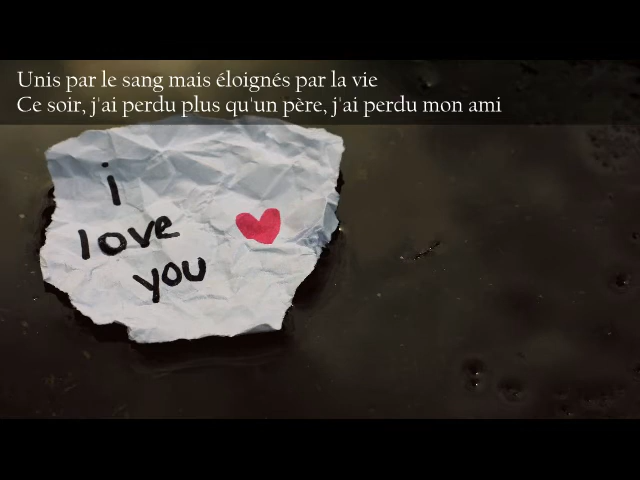 Unis par le sang mais éloignés par la vie
Ce soir, j'ai perdu plus qu'un père, j'ai perdu mon ami
i
love
you